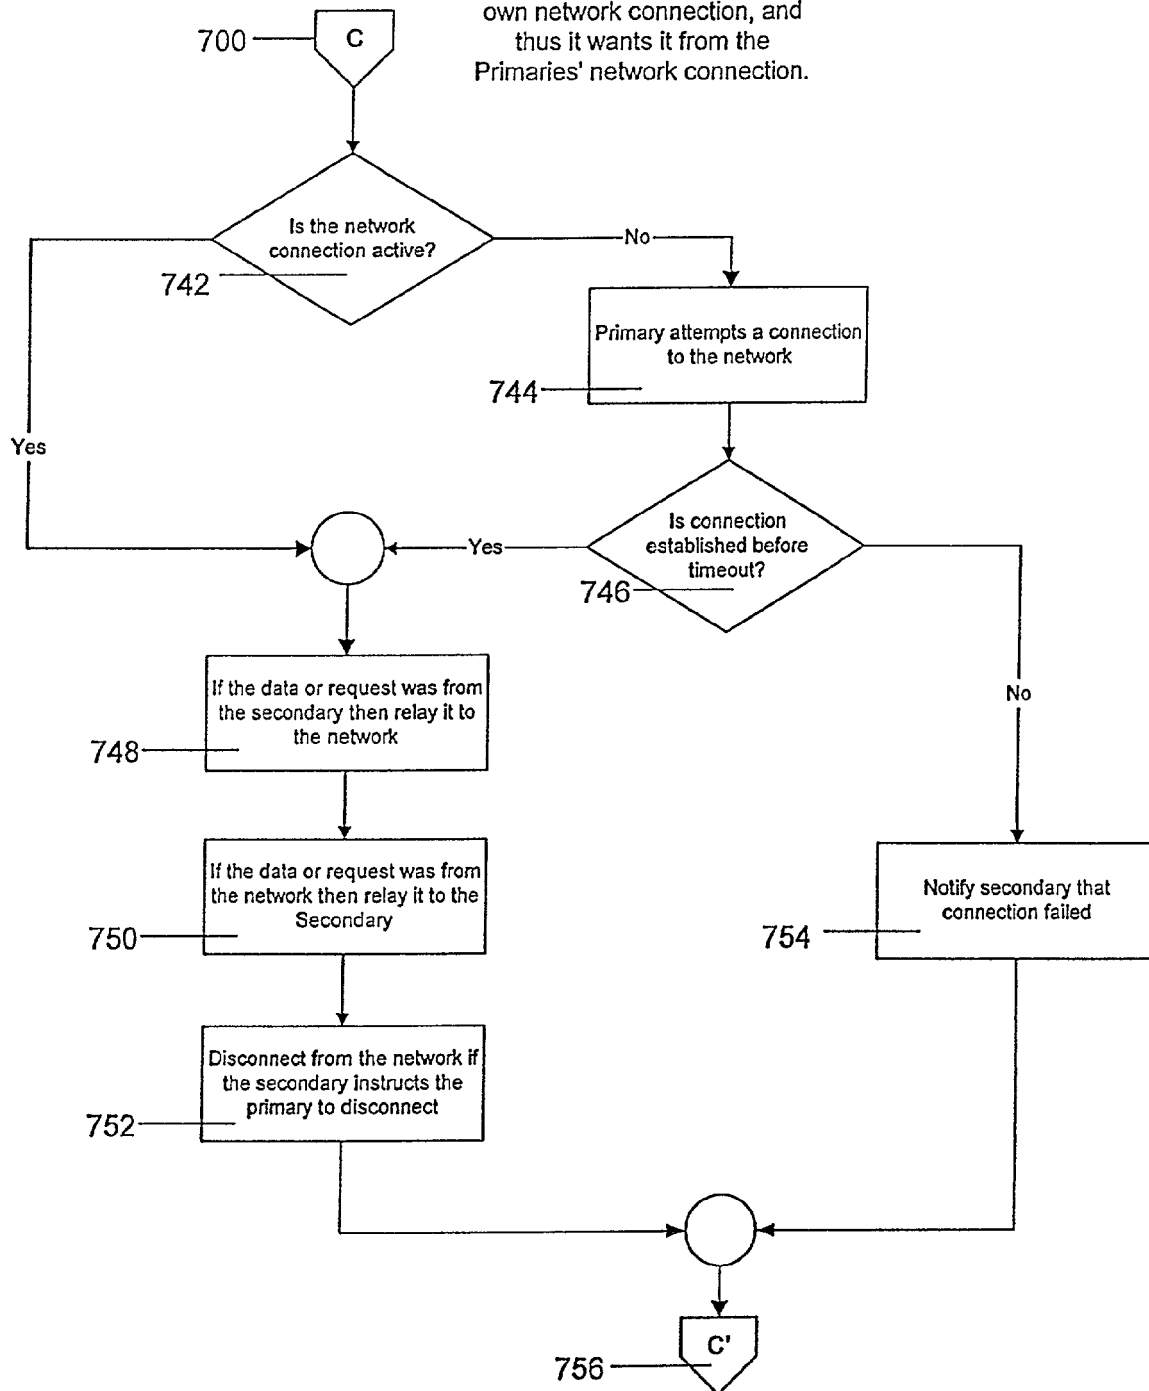 own network connection, and
thus it wants it from the
Primaries' network connection.
700
C
Is the network
connection active?
742
No
Primary attempts a connection
to the network
744
Yes
Is connection
established before
timeout?
746
Yes
No
If the data or request was from
the secondary then relay it to
the network
748
If the data or request was from
the network then relay it to the
Secondary
750
Notify secondary that
connection failed
754
Disconnect from the network if
the secondary instructs the
primary to disconnect
752
C'
756